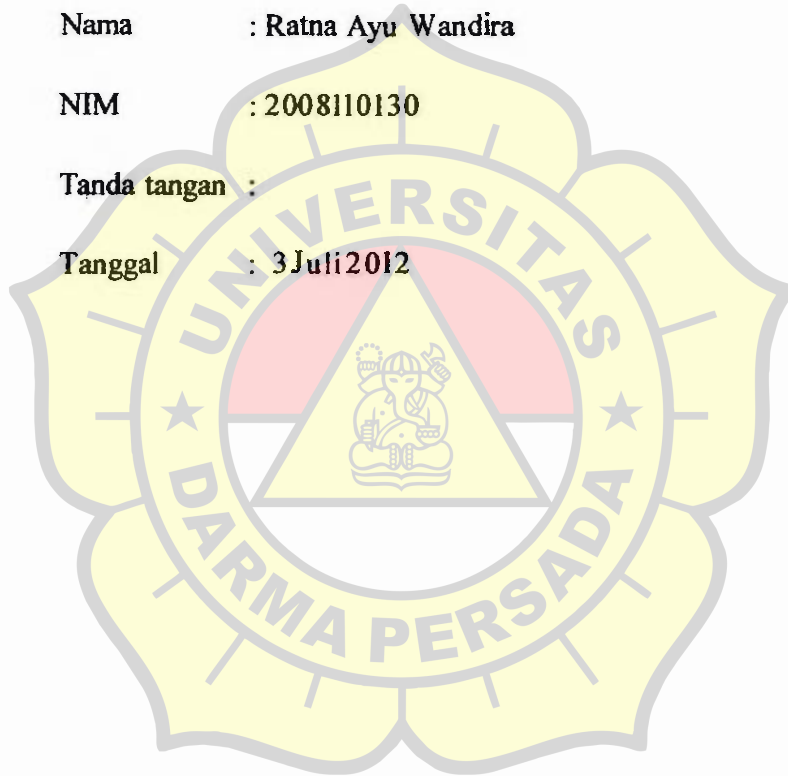 Nama : Ratna Ayu Wandira
NIM : 2008110130
Tanda tangan :
Tanggal : 3 Juli 2012
UNIVERSITAS
DARMA PERSADA